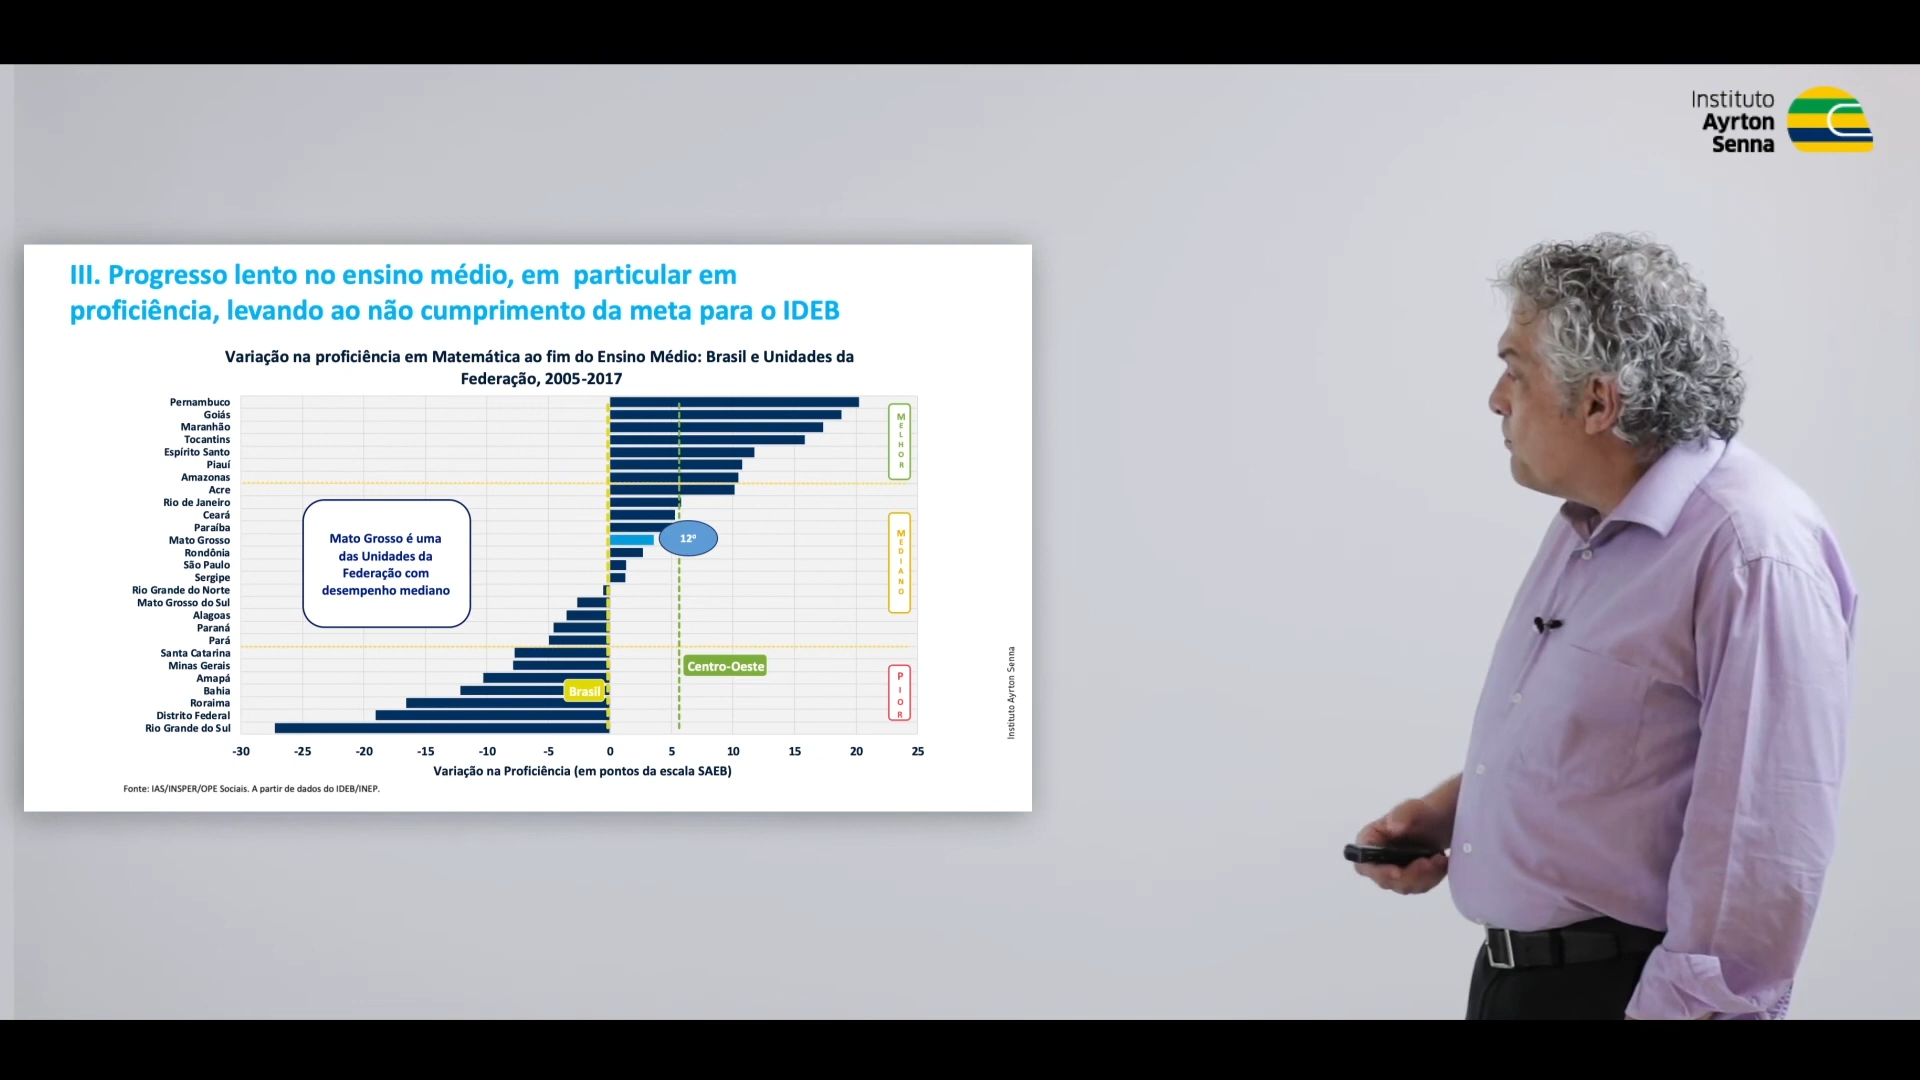 Instituto
Ayrton
Senna
III. Progresso lento no ensino médio, em particular em
proficiência, levando ao não cumprimento da meta para o IDEB
Variação na proficiência em Matemática ao fim do Ensino Médio: Brasil e Unidades da
Federação, 2005-2017
Pernambuco
Goiás
Maranhão
Tocantins
Espírito Santo
Piauí
Amazonas
Acre
Rio de Janeiro
Ceará
Paraíba
Mato Grosso
Rondônia
São Paulo
Sergipe
Rio Grande do Norte
Mato Grosso do Sul
Alagoas
Paraná
Pará
Santa Catarina
Minas Gerais
Amapá
Bahia
Roraima
Distrito Federal
Rio Grande do Sul
Mato Grosso é uma
das Unidades da
Federação com
desempenho mediano
12º
Brasil
Centro-Oeste
MELHOR
MEDIANO
PIOR
-30 -25 -20 -15 -10 -5 0 5 10 15 20 25
Variação na Proficiência (em pontos da escala SAEB)
Fonte: IAS/INSPER/OPE Sociais. A partir de dados do IDEB/INEP.
Instituto Ayrton Senna